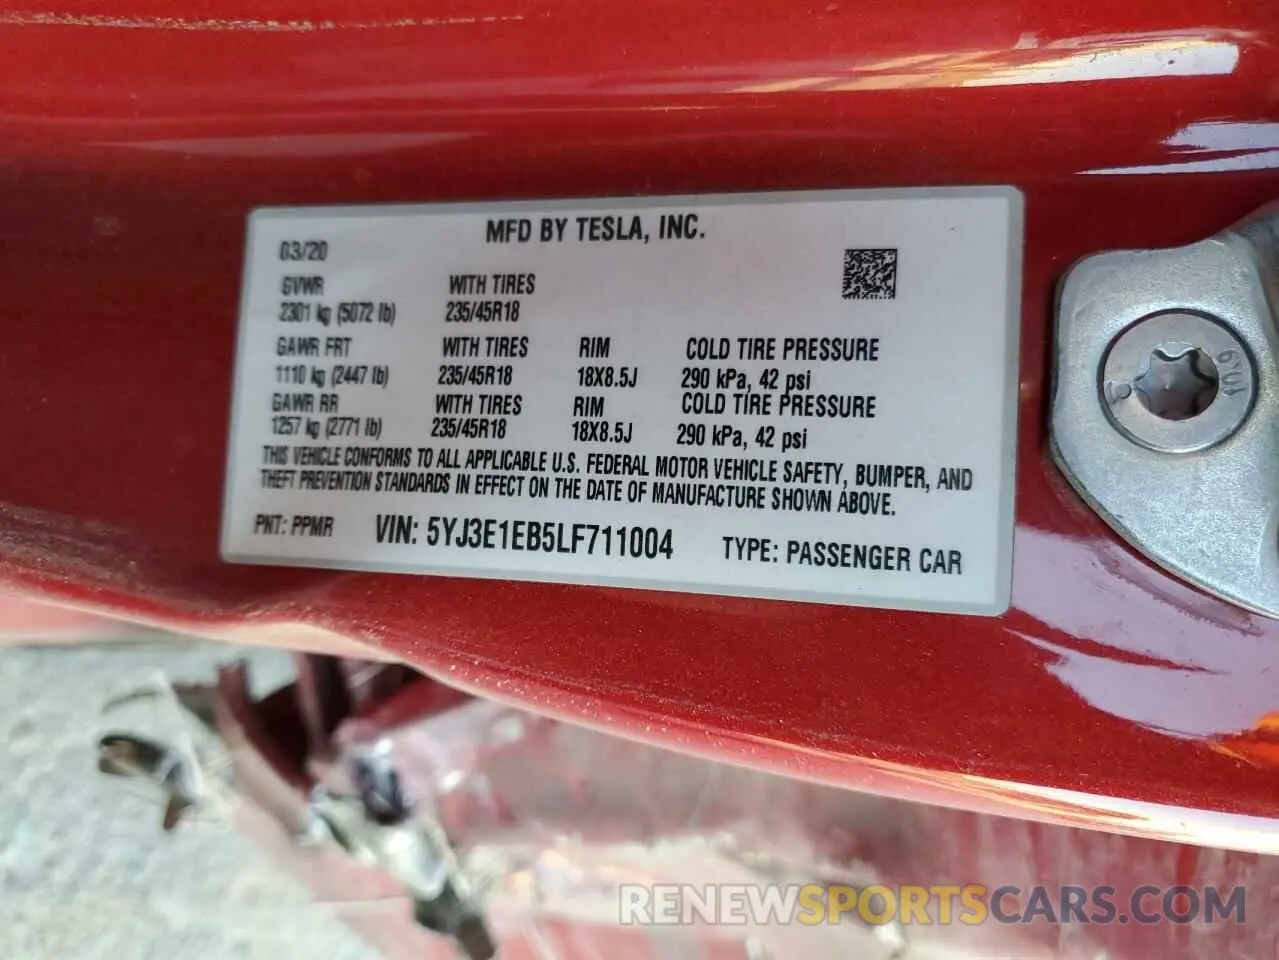 MFD BY TESLA, INC.
03/20
GVWR WITH TIRES
2301 kg (5072 lb) 235/45R18
GAWR FRT WITH TIRES RIM COLD TIRE PRESSURE
1110 kg (2447 lb) 235/45R18 18X8.5J 290 kPa, 42 psi
GAWR RR WITH TIRES RIM COLD TIRE PRESSURE
1257 kg (2771 lb) 235/45R18 18X8.5J 290 kPa, 42 psi
THIS VEHICLE CONFORMS TO ALL APPLICABLE U.S. FEDERAL MOTOR VEHICLE SAFETY, BUMPER, AND
THEFT PREVENTION STANDARDS IN EFFECT ON THE DATE OF MANUFACTURE SHOWN ABOVE.
PNT: PPMR VIN: 5YJ3E1EB5LF711004 TYPE: PASSENGER CAR
10.9
RENEWSPORTSCARS.COM